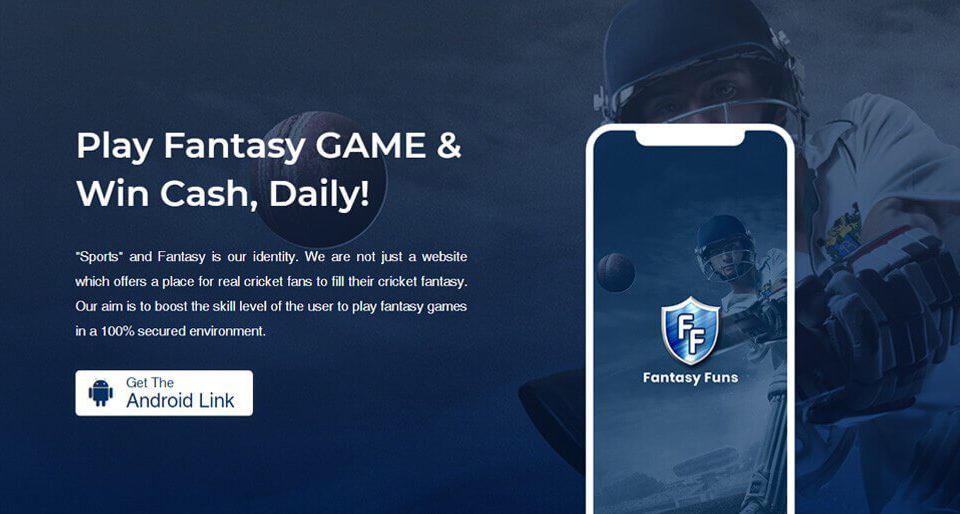 Play Fantasy GAME &
Win Cash, Daily!
"Sports" and Fantasy is our identity. We are not just a website
which offers a place for real cricket fans to fill their cricket fantasy.
Our aim is to boost the skill level of the user to play fantasy games
in a 100% secured environment.
Get The
Android Link
FF
Fantasy Funs